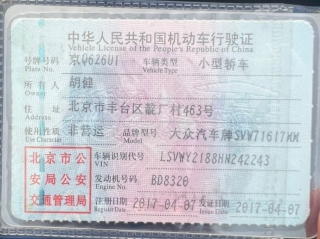 中华人民共和国机动车行驶证
Vehicle License of the People's Republic of China
号牌号码 京Q626U1 车辆类型 小型轿车
Plate No. Vehicle Type
所有人 胡健
Owner
住址 北京市丰台区靛厂村463号
Address
使用性质 非营运 品牌型号 大众汽车牌SVW71617KM
Use Character Model
北京市公安局公安交通管理局
车辆识别代号 LSVWY2188HN242243
VIN
发动机号码 BD8320
Engine No.
注册日期 2017-04-07 发证日期 2017-04-07
Register Date Issue Date